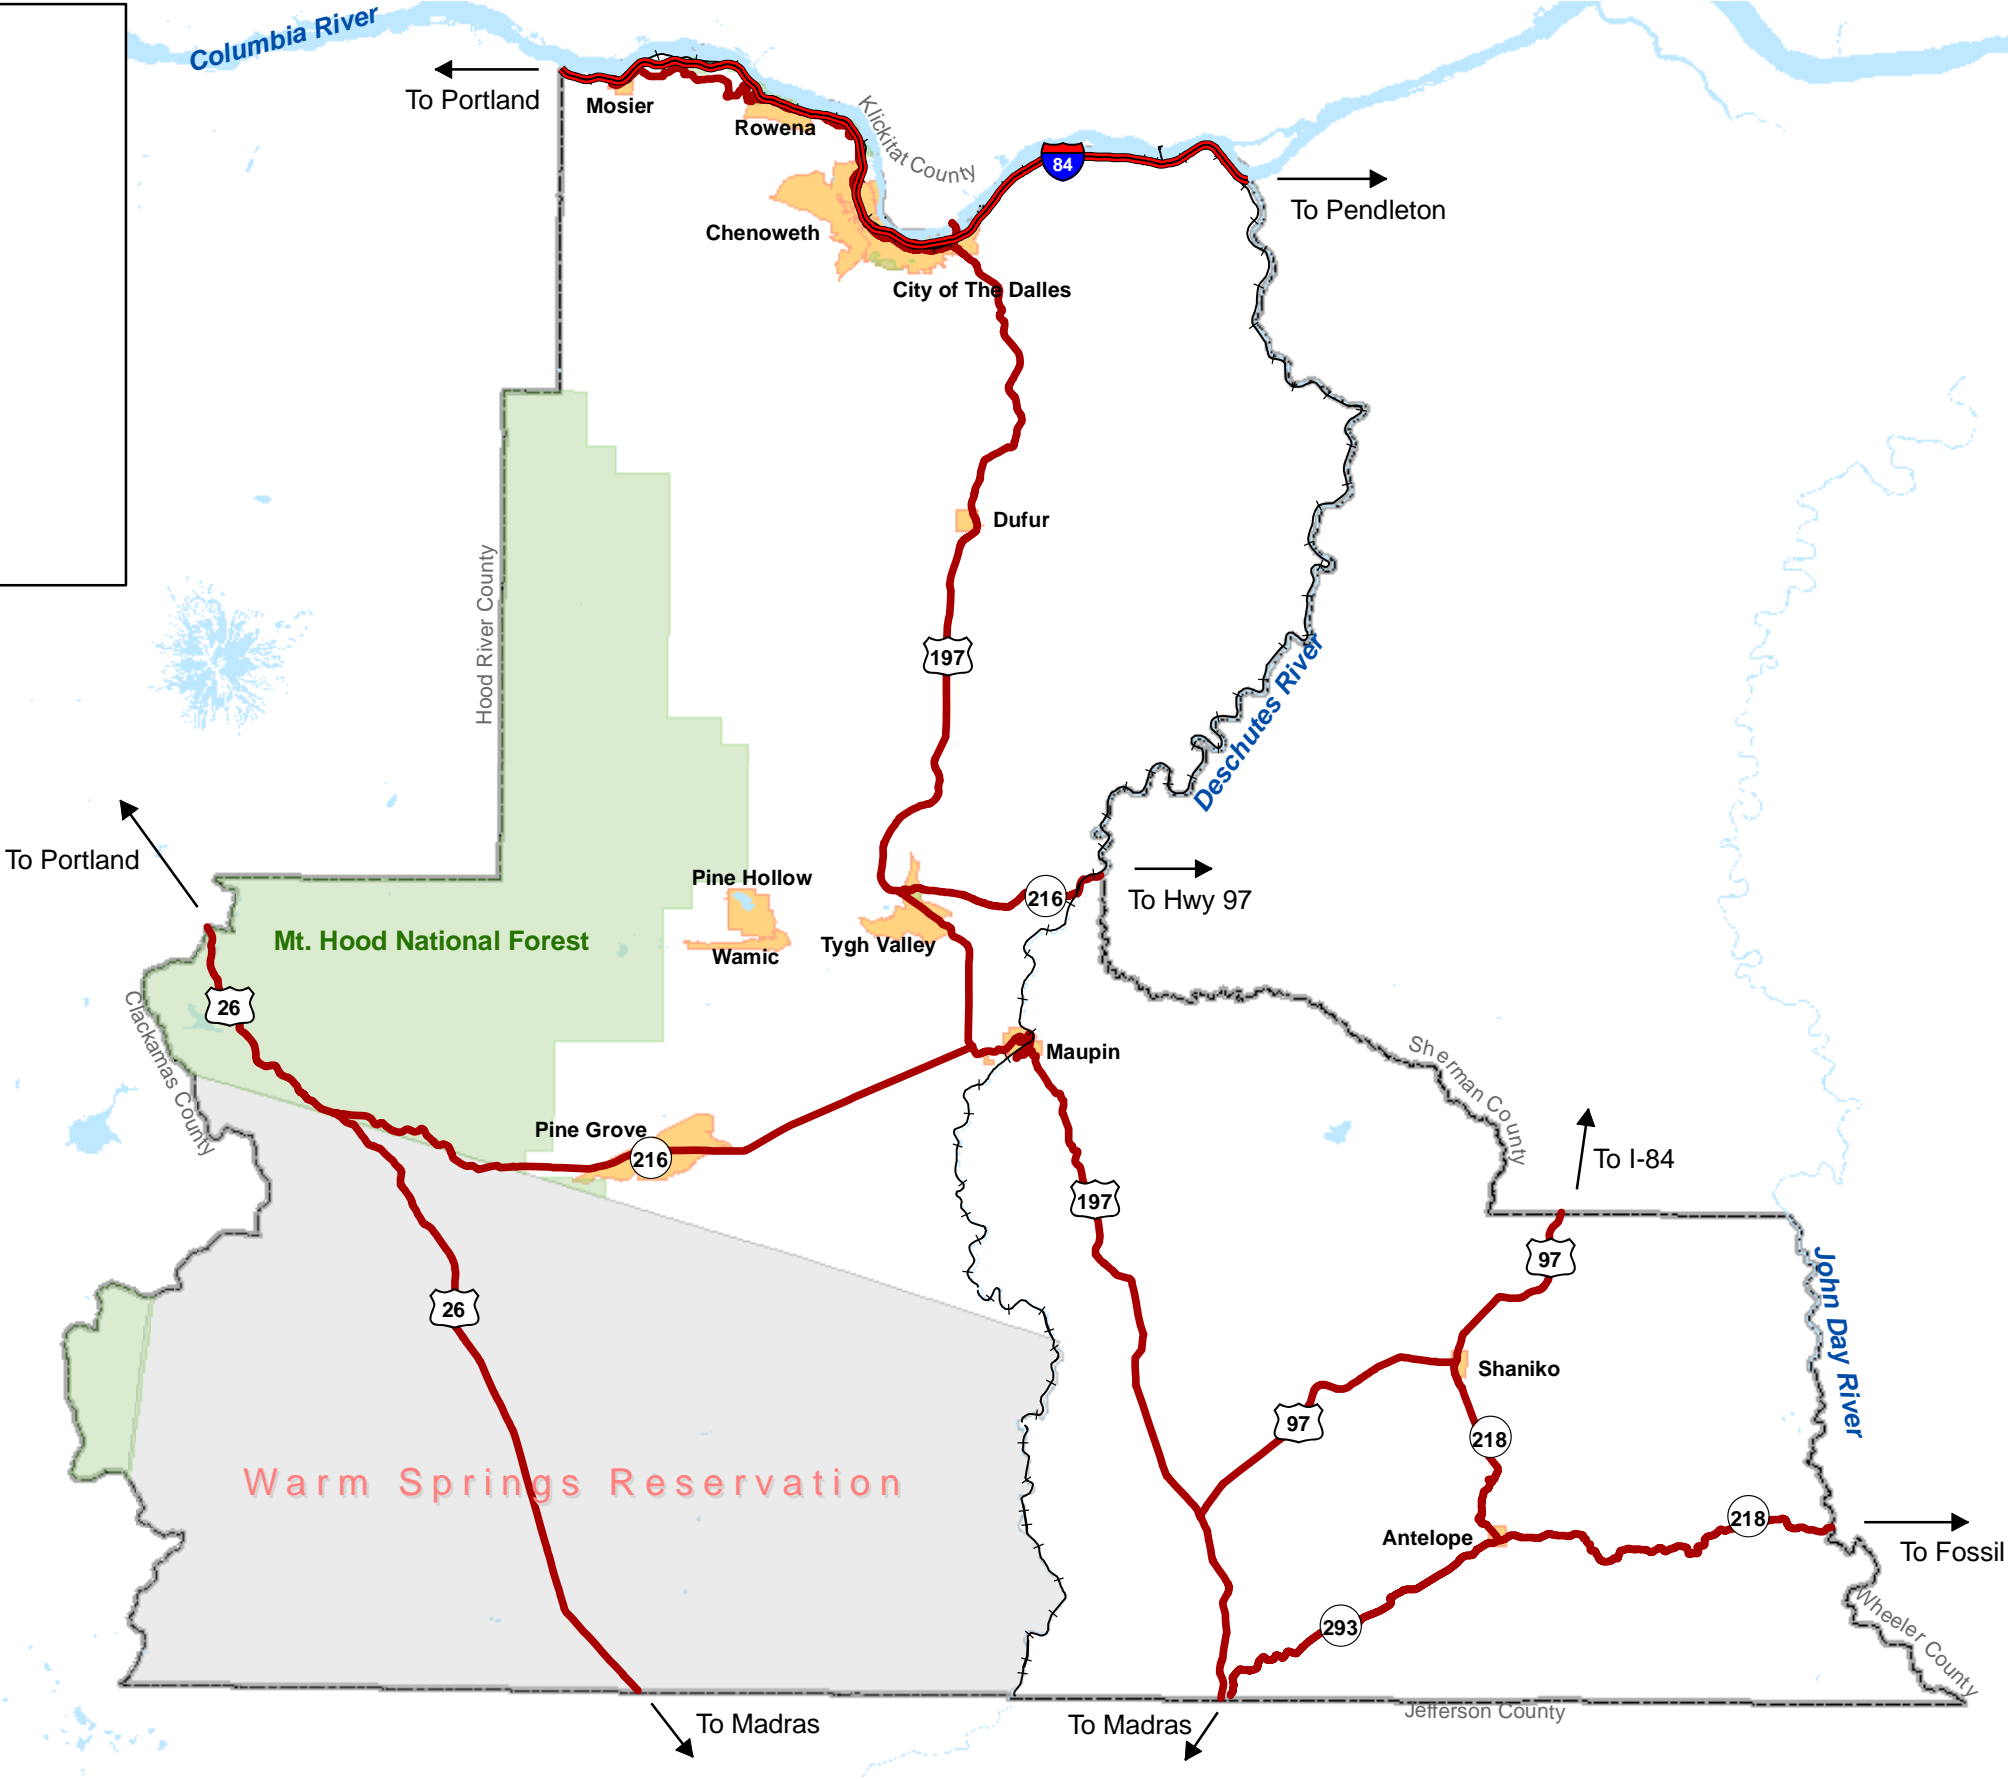 Columbia River
To Portland
Mosier
Rowena
Klickitat County
84
To Pendleton
Chenoweth
City of The Dalles
Dufur
Hood River County
197
Deschutes River
To Portland
Pine Hollow
216
To Hwy 97
Mt. Hood National Forest
Wamic
Tygh Valley
26
Clackamas County
Maupin
Sherman County
Pine Grove
216
To I-84
197
97
26
John Day River
Shaniko
97
218
Warm Springs Reservation
218
Antelope
To Fossil
293
Wheeler County
To Madras
To Madras
Jefferson County